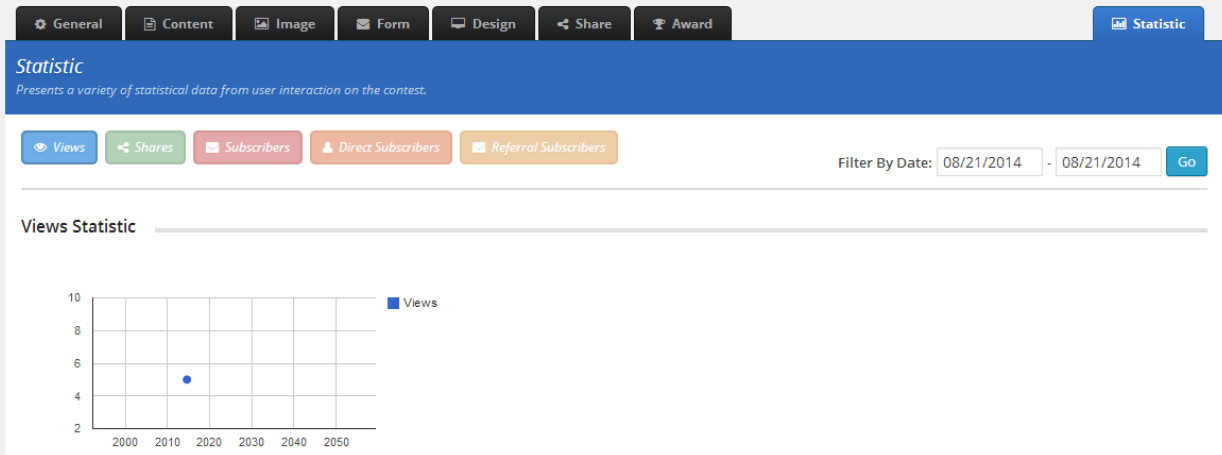 General Content Image Form Design Share Award Statistic
Statistic
Presents a variety of statistical data from user interaction on the contest.
Views Shares Subscribers Direct Subscribers Referral Subscribers
Filter By Date: 08/21/2014 - 08/21/2014 Go
Views Statistic
10
Views
8
6
4
2
2000 2010 2020 2030 2040 2050